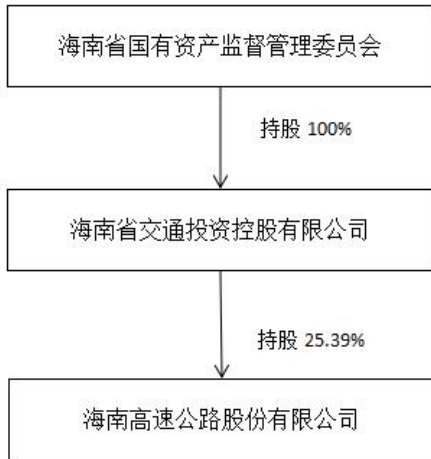 海南省国有资产监督管理委员会
持股 100%
海南省交通投资控股有限公司
持股 25.39%
海南高速公路股份有限公司